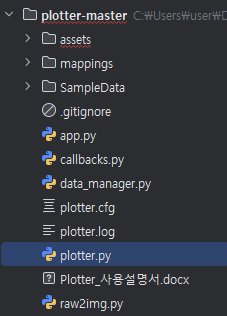 plotter-master C:₩Users₩user₩D
assets
mappings
SampleData
.gitignore
app.py
callbacks.py
data_manager.py
plotter.cfg
plotter.log
plotter.py
Plotter_사용설명서.docx
raw2img.py